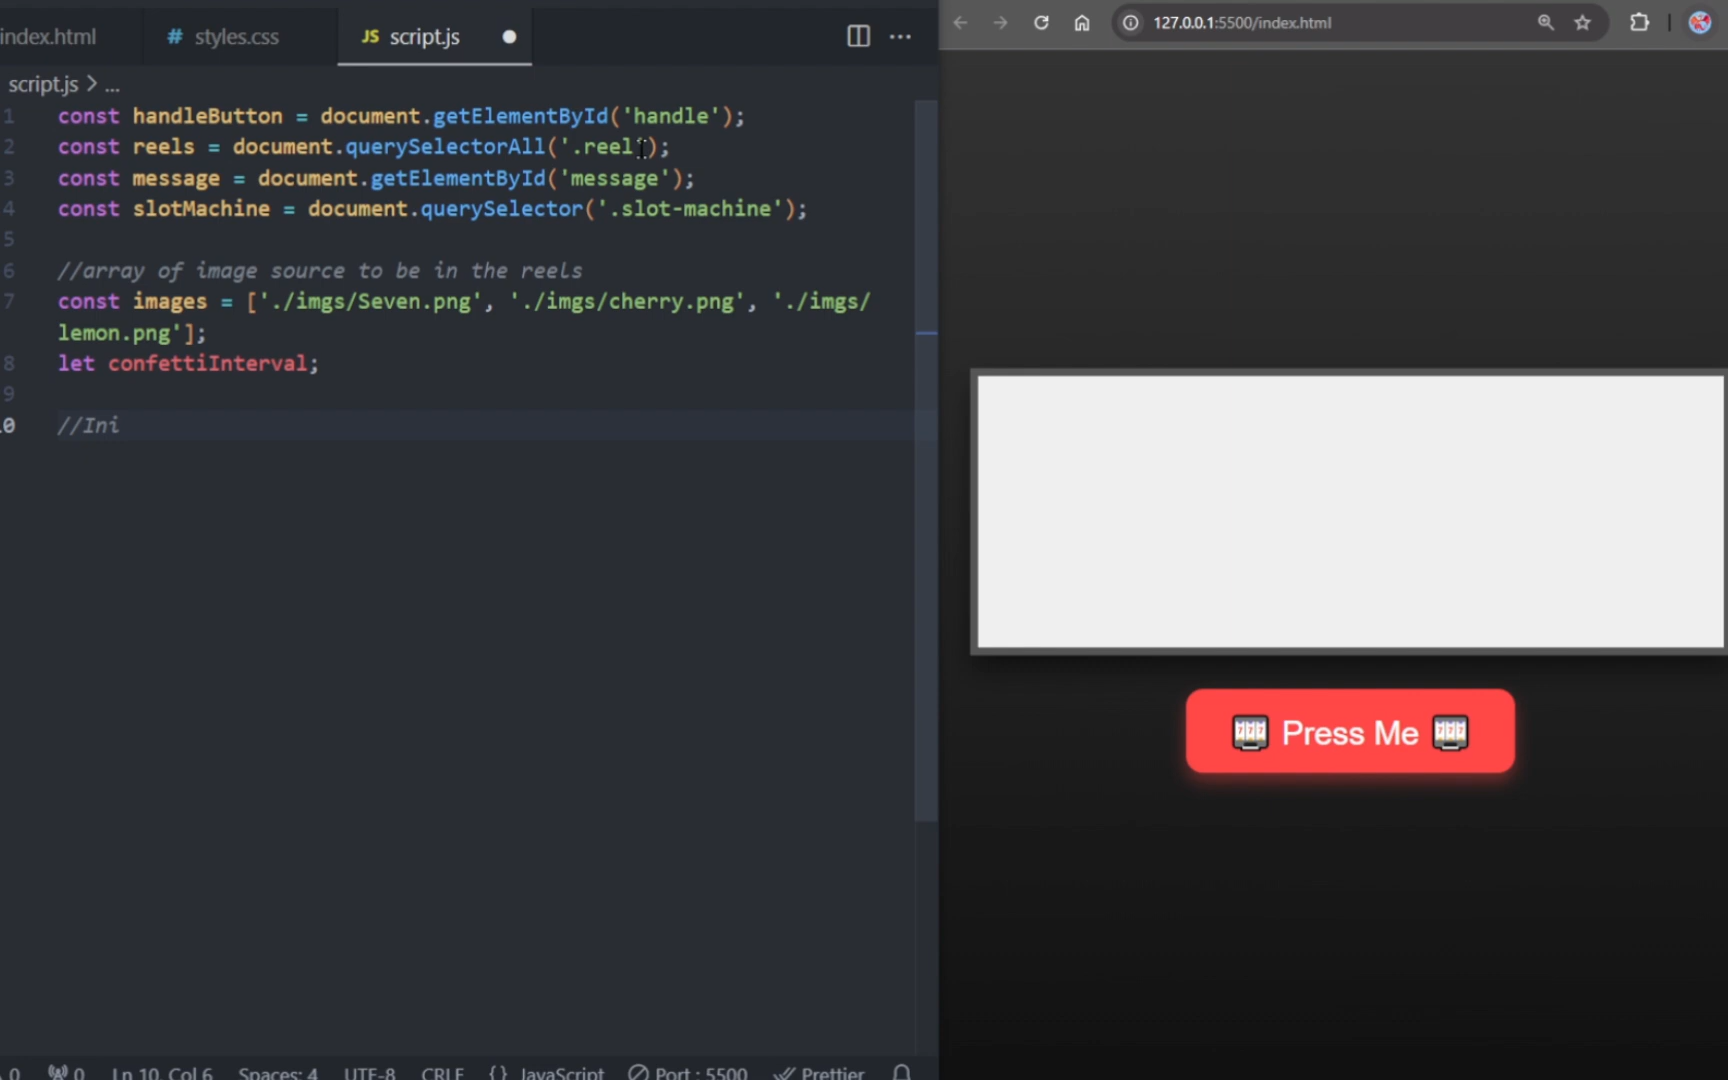 index.html
# styles.css
JS script.js
127.0.0.1:5500/index.html
script.js > ...
1 const handleButton = document.getElementById('handle');
2 const reels = document.querySelectorAll('.reel');
3 const message = document.getElementById('message');
4 const slotMachine = document.querySelector('.slot-machine');
5
6 //array of image source to be in the reels
7 const images = ['./imgs/Seven.png', './imgs/cherry.png', './imgs/
lemon.png'];
8 let confettiInterval;
9
0 //Ini
Press Me
0 0 Ln 10, Col 6 Spaces: 4 UTF-8 CRLF {} JavaScript Port : 5500 Prettier